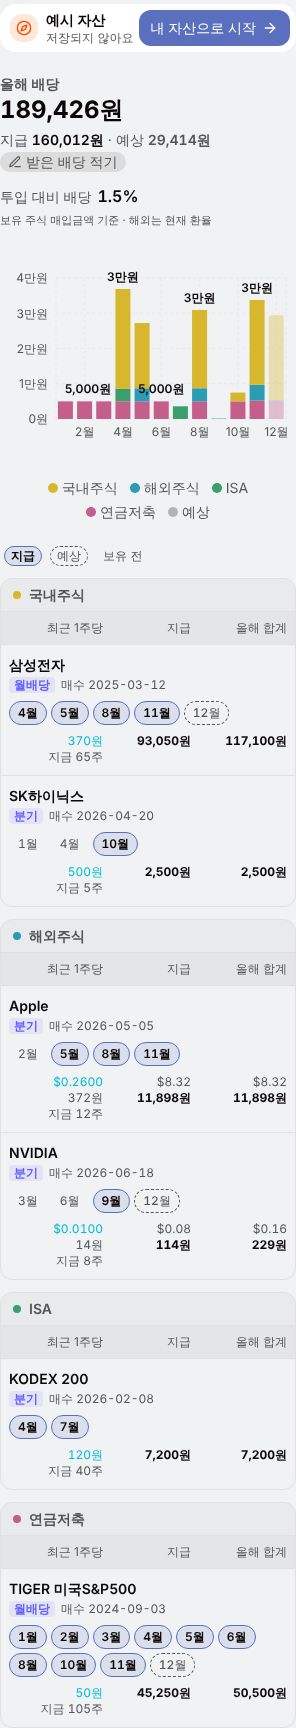 예시 자산
저장되지 않아요
내 자산으로 시작 →
올해 배당
189,426원
지급 160,012원 · 예상 29,414원
받은 배당 적기
투입 대비 배당 1.5%
보유 주식 매입금액 기준 · 해외는 현재 환율
4만원
3만원
2만원
1만원
0원
3만원
3만원
3만원
5,000원
5,000원
2월 4월 6월 8월 10월 12월
국내주식 해외주식 ISA
연금저축 예상
지급 예상 보유 전
국내주식
최근 1주당 지급 올해 합계
삼성전자
월배당 매수 2025-03-12
4월 5월 8월 11월 12월
370원 93,050원 117,100원
지금 65주
SK하이닉스
분기 매수 2026-04-20
1월 4월 10월
500원 2,500원 2,500원
지금 5주
해외주식
최근 1주당 지급 올해 합계
Apple
분기 매수 2026-05-05
2월 5월 8월 11월
$0.2600 $8.32 $8.32
372원 11,898원 11,898원
지금 12주
NVIDIA
분기 매수 2026-06-18
3월 6월 9월 12월
$0.0100 $0.08 $0.16
14원 114원 229원
지금 8주
ISA
최근 1주당 지급 올해 합계
KODEX 200
분기 매수 2026-02-08
4월 7월
120원 7,200원 7,200원
지금 40주
연금저축
최근 1주당 지급 올해 합계
TIGER 미국S&P500
월배당 매수 2024-09-03
1월 2월 3월 4월 5월 6월
8월 10월 11월 12월
50원 45,250원 50,500원
지금 105주